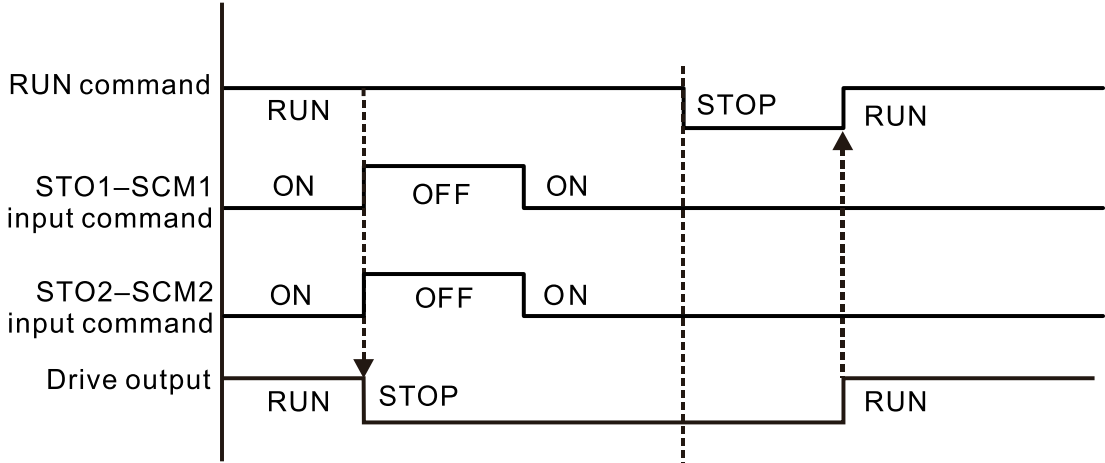 RUN command
RUN
STOP
RUN
STO1–SCM1
input command
ON
OFF
ON
STO2–SCM2
input command
ON
OFF
ON
Drive output
RUN
STOP
RUN